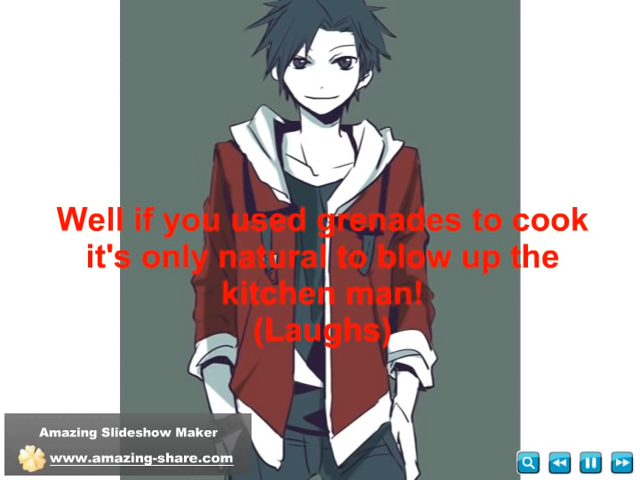 Well if you used grenades to cook
it's only natural to blow up the
kitchen man!
(Laughs)
Amazing Slideshow Maker
www.amazing-share.com